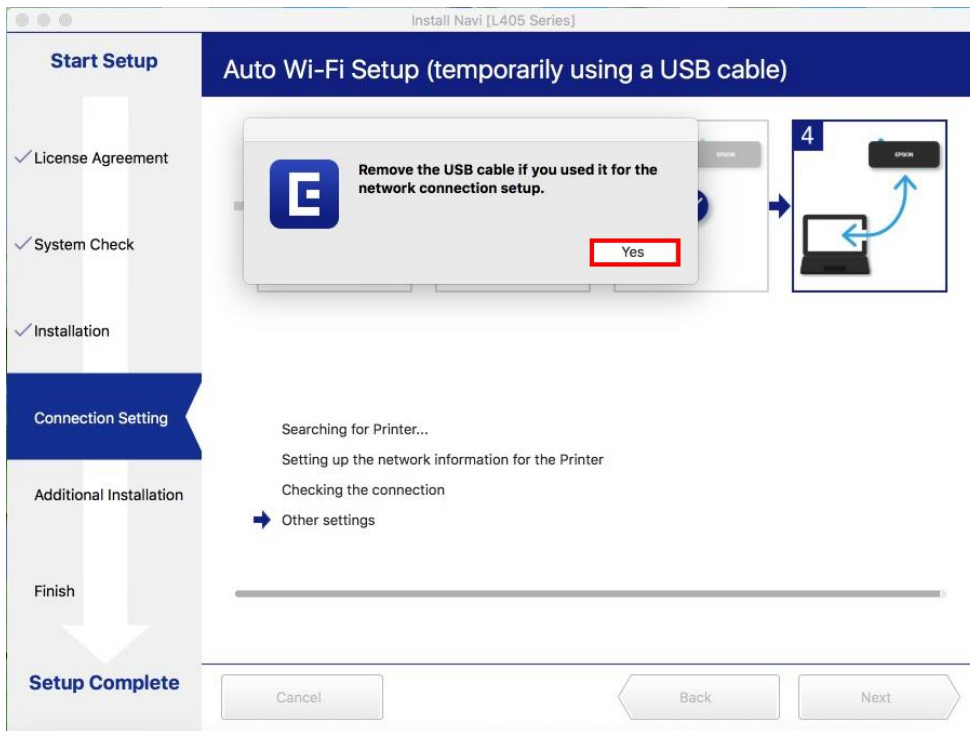 Install Navi [L405 Series]
Start Setup
License Agreement
System Check
Installation
Connection Setting
Additional Installation
Finish
Setup Complete
Auto Wi-Fi Setup (temporarily using a USB cable)
EPSON
4
EPSON
E
Remove the USB cable if you used it for the
network connection setup.
Yes
Searching for Printer...
Setting up the network information for the Printer
Checking the connection
Other settings
Cancel
Back
Next